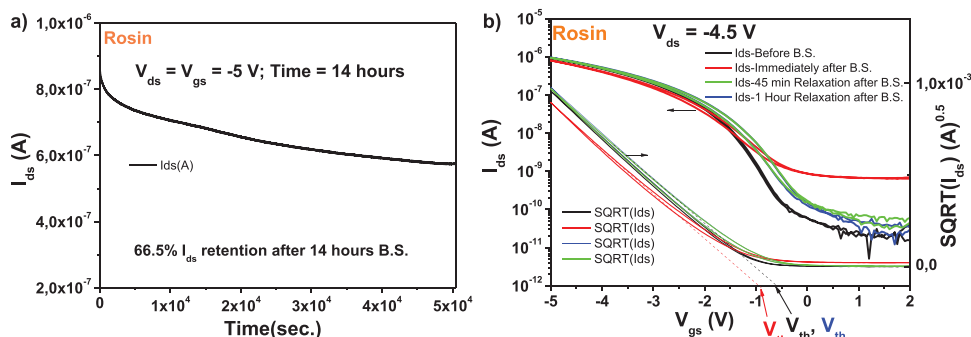 a)
Rosin
V_ds = V_gs = -5 V; Time = 14 hours
1,0x10⁻⁶
8,0x10⁻⁷
6,0x10⁻⁷
4,0x10⁻⁷
2,0x10⁻⁷
I_ds (A)
Ids(A)
66.5% I_ds retention after 14 hours B.S.
0 1x10⁴ 2x10⁴ 3x10⁴ 4x10⁴ 5x10⁴
Time(sec.)
b)
Rosin
V_ds = -4.5 V
Ids-Before B.S.
Ids-Immediately after B.S.
Ids-45 min Relaxation after B.S.
Ids-1 Hour Relaxation after B.S.
10⁻⁵
10⁻⁶
10⁻⁷
10⁻⁸
10⁻⁹
10⁻¹⁰
10⁻¹¹
10⁻¹²
I_ds (A)
SQRT(Ids)
SQRT(Ids)
SQRT(Ids)
SQRT(Ids)
1,0x10⁻³
0,0
SQRT(I_ds) (A)^0.5
-5 -4 -3 -2 -1 0 1 2
V_gs (V)
V
V_th, V_th